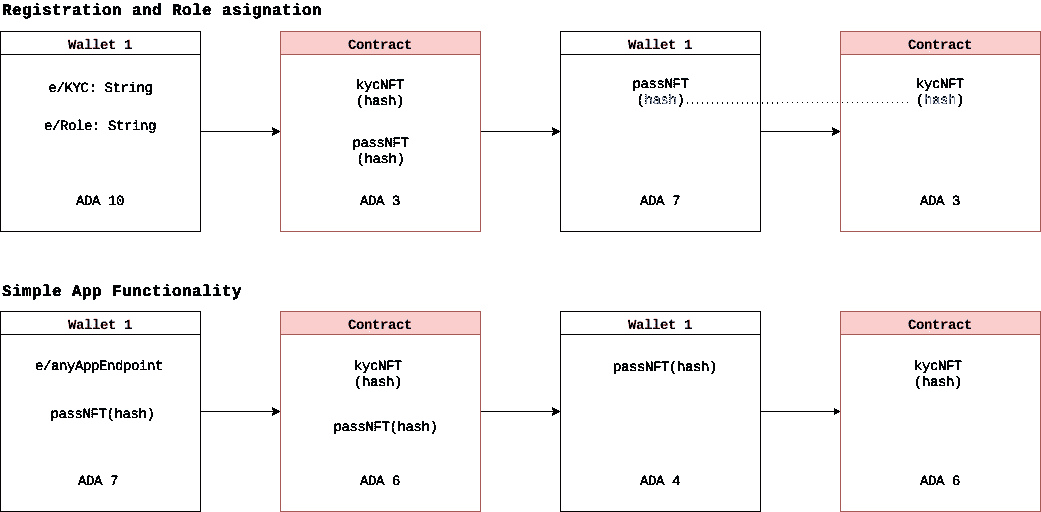 Registration and Role asignation
Wallet 1
e/KYC: String
e/Role: String
ADA 10
Contract
kycNFT
(hash)
passNFT
(hash)
ADA 3
Wallet 1
passNFT
(hash)
ADA 7
Contract
kycNFT
(hash)
ADA 3
Simple App Functionality
Wallet 1
e/anyAppEndpoint
passNFT(hash)
ADA 7
Contract
kycNFT
(hash)
passNFT(hash)
ADA 6
Wallet 1
passNFT(hash)
ADA 4
Contract
kycNFT
(hash)
ADA 6